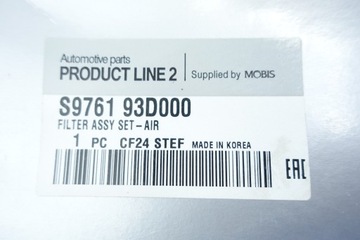 Automotive parts
PRODUCT LINE 2 | Supplied by MOBIS
S9761 93D000
FILTER ASSY SET-AIR
1 PC CF24 STEF MADE IN KOREA
EAC